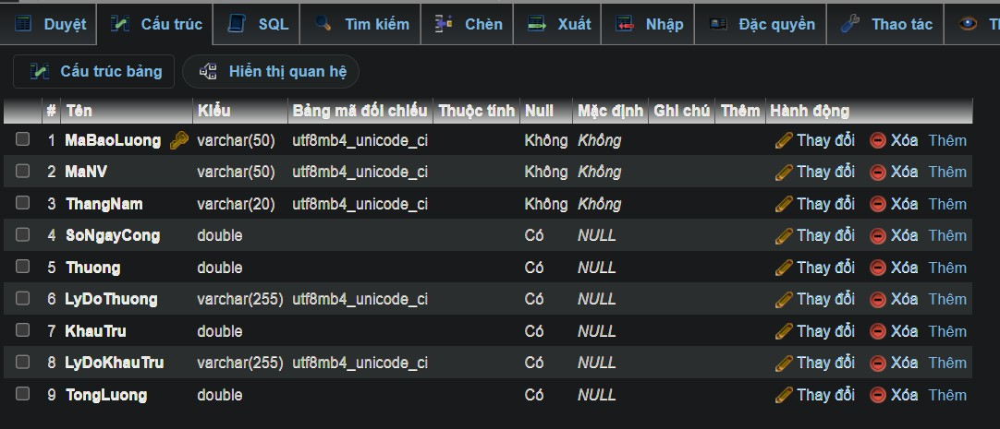 Duyệt Cấu trúc SQL Tìm kiếm Chèn Xuất Nhập Đặc quyền Thao tác
Cấu trúc bảng Hiển thị quan hệ
# Tên Kiểu Bảng mã đối chiếu Thuộc tính Null Mặc định Ghi chú Thêm Hành động
1 MaBaoLuong varchar(50) utf8mb4_unicode_ci Không Không Thay đổi Xóa Thêm
2 MaNV varchar(50) utf8mb4_unicode_ci Không Không Thay đổi Xóa Thêm
3 ThangNam varchar(20) utf8mb4_unicode_ci Không Không Thay đổi Xóa Thêm
4 SoNgayCong double Có NULL Thay đổi Xóa Thêm
5 Thuong double Có NULL Thay đổi Xóa Thêm
6 LyDoThuong varchar(255) utf8mb4_unicode_ci Có NULL Thay đổi Xóa Thêm
7 KhauTru double Có NULL Thay đổi Xóa Thêm
8 LyDoKhauTru varchar(255) utf8mb4_unicode_ci Có NULL Thay đổi Xóa Thêm
9 TongLuong double Có NULL Thay đổi Xóa Thêm